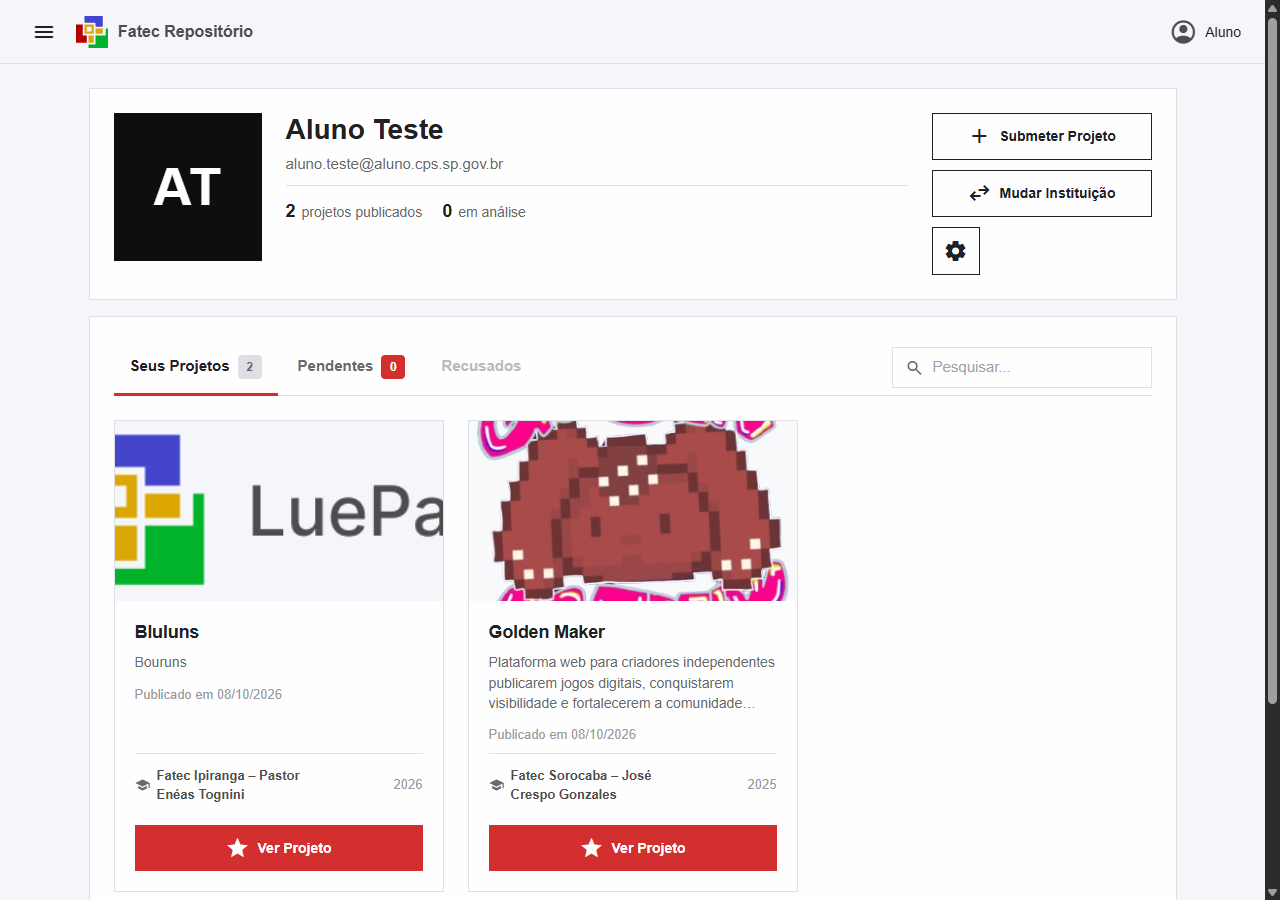 Fatec Repositório
Aluno
AT
Aluno Teste
aluno.teste@aluno.cps.sp.gov.br
2 projetos publicados 0 em análise
Submeter Projeto
Mudar Instituição
Seus Projetos 2
Pendentes 0
Recusados
Pesquisar...
LuePa
Bluluns
Bouruns
Publicado em 08/10/2026
Fatec Ipiranga – Pastor
Enéas Tognini
2026
Ver Projeto
Golden Maker
Plataforma web para criadores independentes
publicarem jogos digitais, conquistarem
visibilidade e fortalecerem a comunidade…
Publicado em 08/10/2026
Fatec Sorocaba – José
Crespo Gonzales
2025
Ver Projeto